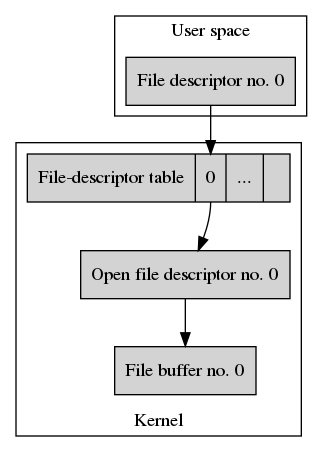 User space
File descriptor no. 0
File-descriptor table 0 ...
Open file descriptor no. 0
File buffer no. 0
Kernel